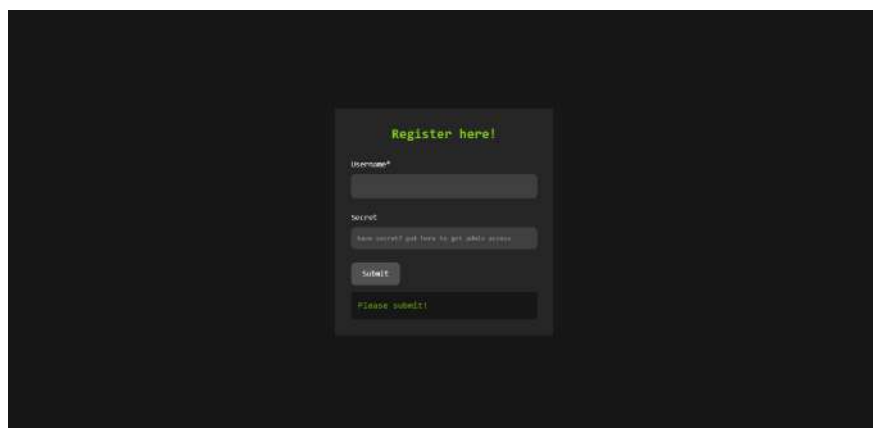 Register here!
Username*
Secret
have secret? put here to get admin access
Submit
Please submit!